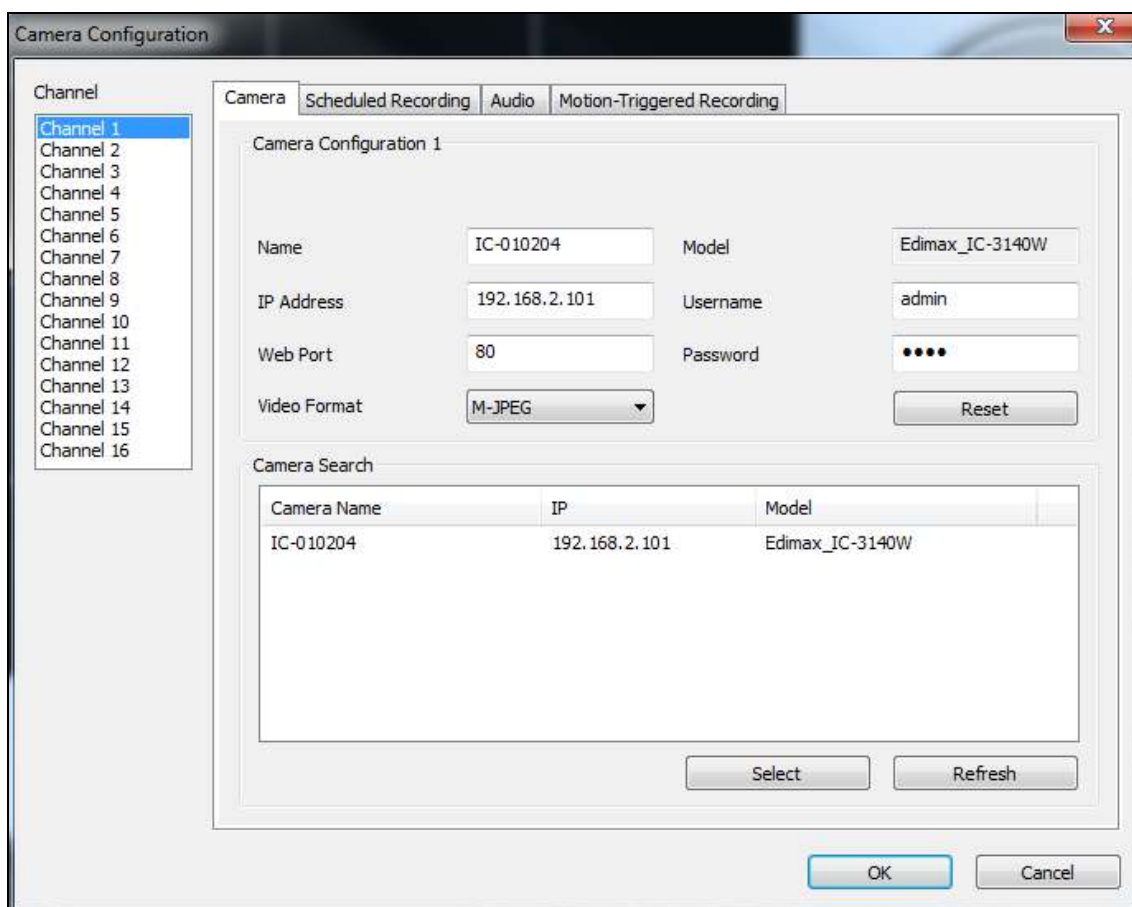 Camera Configuration
X
Channel
Channel 1
Channel 2
Channel 3
Channel 4
Channel 5
Channel 6
Channel 7
Channel 8
Channel 9
Channel 10
Channel 11
Channel 12
Channel 13
Channel 14
Channel 15
Channel 16
Camera Scheduled Recording Audio Motion-Triggered Recording
Camera Configuration 1
Name IC-010204 Model Edimax_IC-3140W
IP Address 192.168.2.101 Username admin
Web Port 80 Password ●●●●
Video Format M-JPEG Reset
Camera Search
Camera Name IP Model
IC-010204 192.168.2.101 Edimax_IC-3140W
Select Refresh
OK Cancel